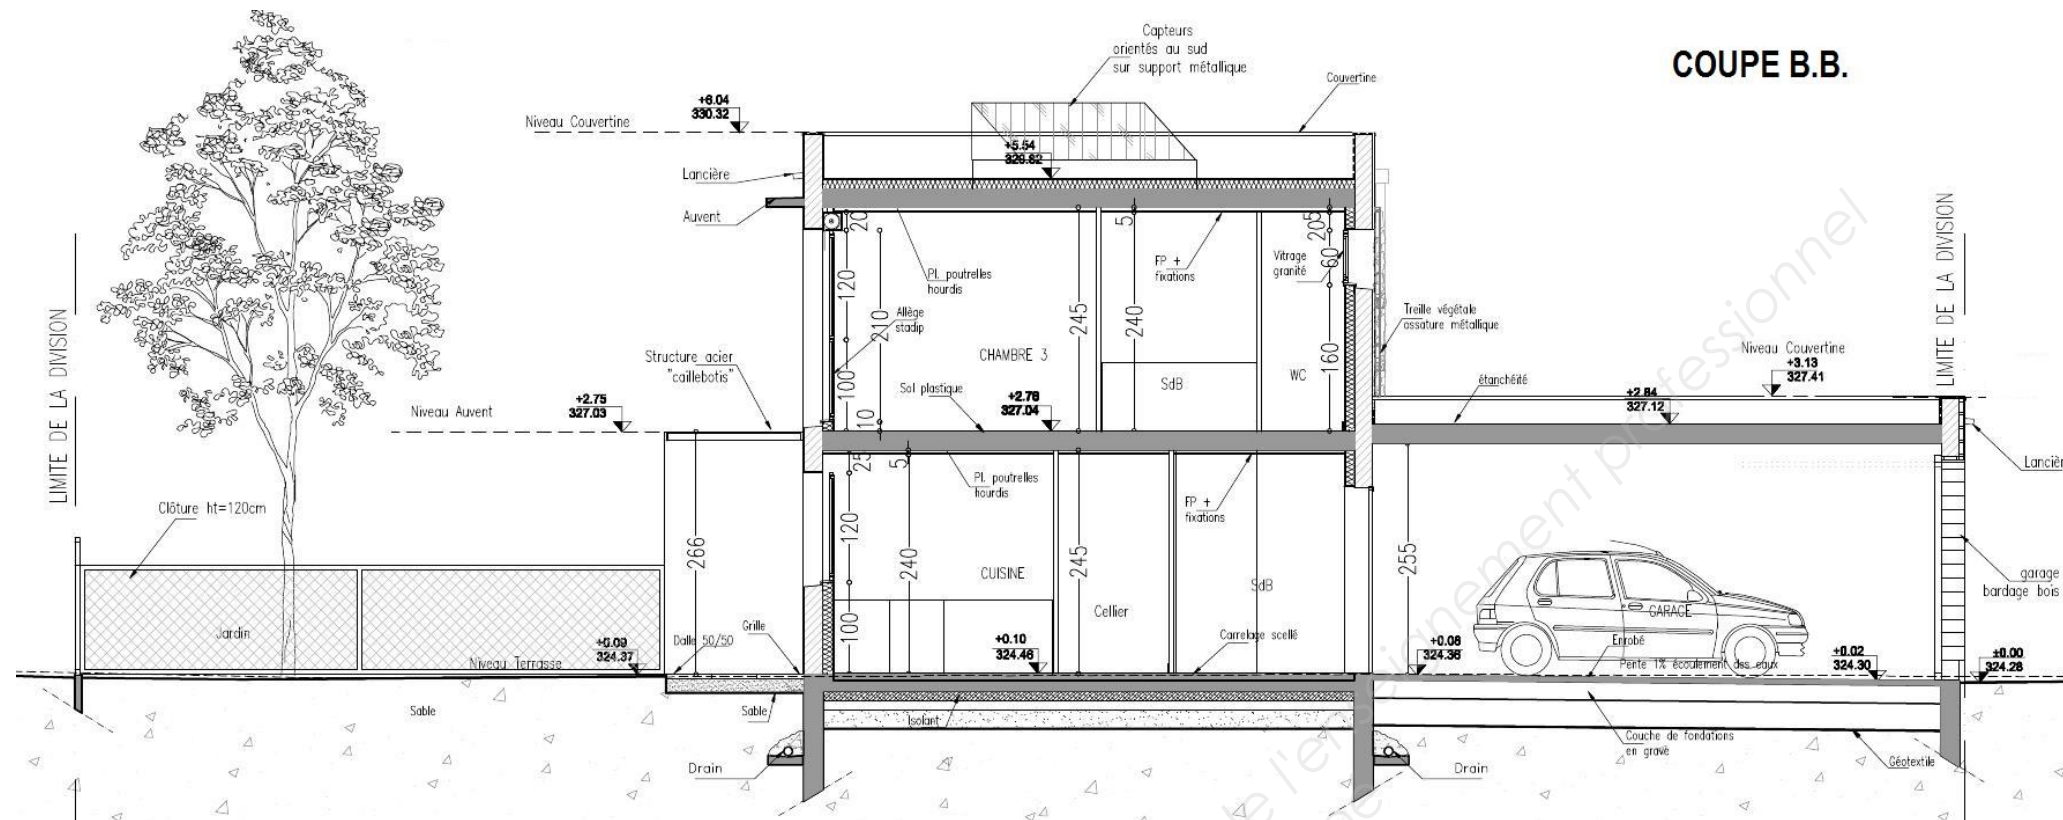 COUPE B.B.
Capteurs
orientés au sud
sur support métallique
Couvertine
+6.04
330.32
Niveau Couvertine
+5.54
329.82
Lancière
Auvent
20
5
205
Pl. poutrelles
hourdis
FP +
fixations
Vitrage
granité
60
120
210
245
240
Allège
stadip
Treille végétale
ossature métallique
LIMITE DE LA DIVISION
LIMITE DE LA DIVISION
Structure acier
"caillebotis"
CHAMBRE 3
SdB
WC
160
100
10
Sol plastique
Niveau Couvertine
+3.13
327.41
étanchéité
Niveau Auvent
+2.75
327.03
+2.76
327.04
+2.84
327.12
25
5
Pl. poutrelles
hourdis
FP +
fixations
Lancière
Clôture ht=120cm
266
120
240
245
255
CUISINE
Cellier
SdB
GARAGE
garage
bardage bois
100
Jardin
Grille
Dalle 50/50
Carrelage scellé
Enrobé
Niveau Terrasse
+0.09
324.37
+0.10
324.46
+0.08
324.36
Pente 1% écoulement des eaux
+0.02
324.30
±0.00
324.28
Sable
Sable
Isolant
Couche de fondations
en grave
Géotextile
Drain
Drain
de l'enseignement professionnel